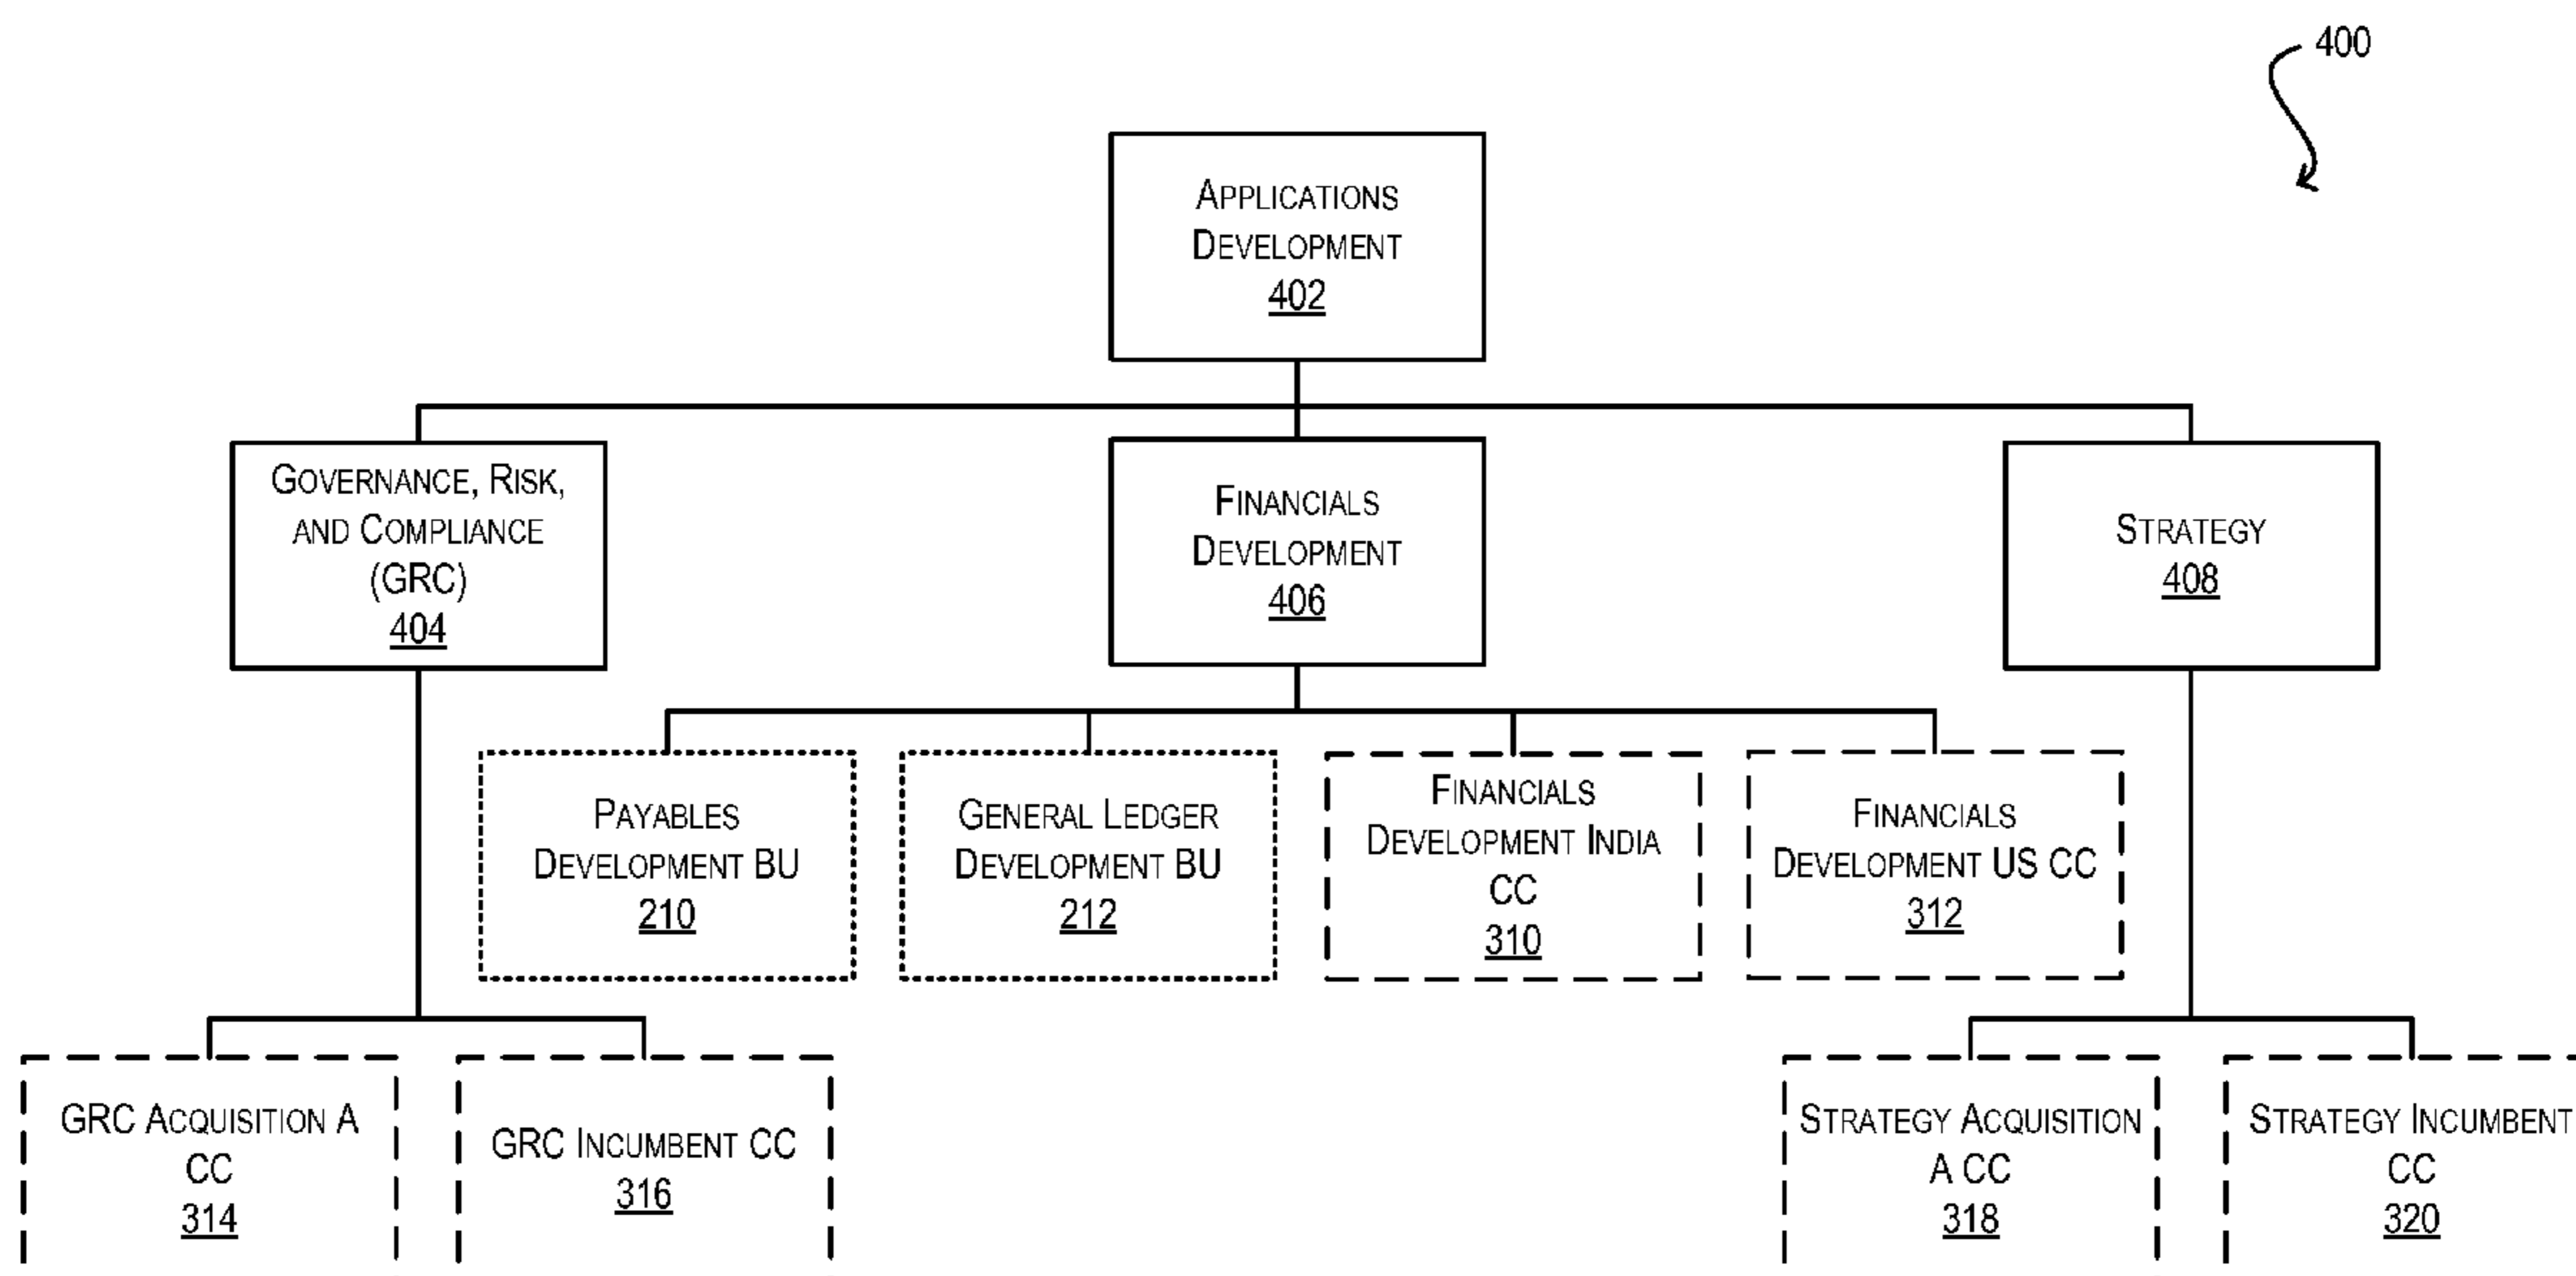 400
APPLICATIONS
DEVELOPMENT
402
GOVERNANCE, RISK,
AND COMPLIANCE
(GRC)
404
FINANCIALS
DEVELOPMENT
406
STRATEGY
408
PAYABLES
DEVELOPMENT BU
210
GENERAL LEDGER
DEVELOPMENT BU
212
FINANCIALS
DEVELOPMENT INDIA
CC
310
FINANCIALS
DEVELOPMENT US CC
312
GRC ACQUISITION A
CC
314
GRC INCUMBENT CC
316
STRATEGY ACQUISITION
A CC
318
STRATEGY INCUMBENT
CC
320